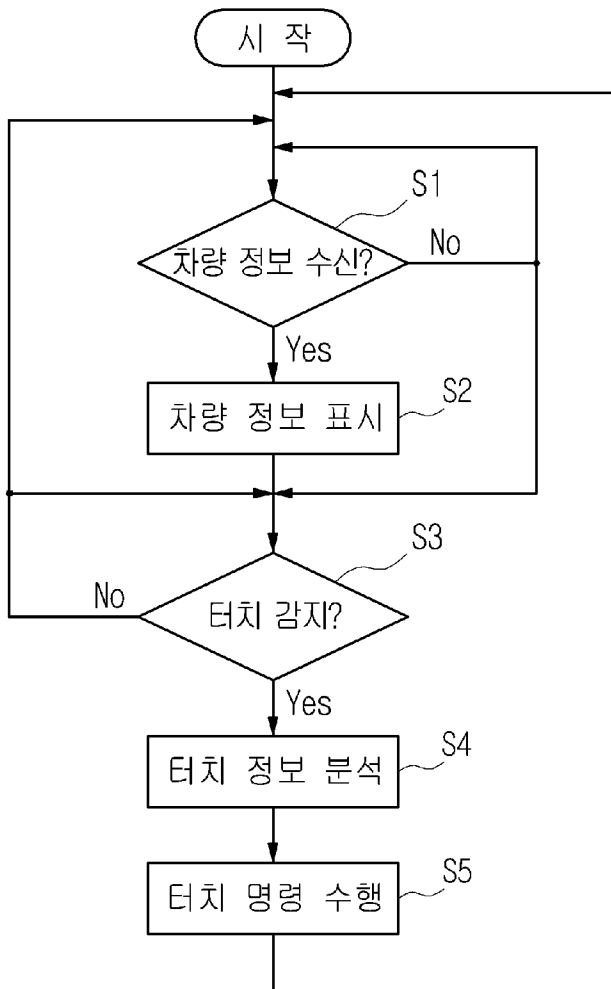 시 작
S1
차량 정보 수신?
No
Yes
차량 정보 표시
S2
S3
No
터치 감지?
Yes
터치 정보 분석
S4
터치 명령 수행
S5